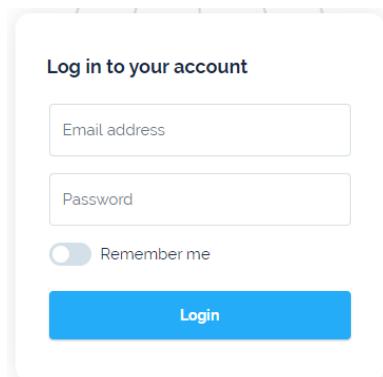 Log in to your account
Email address
Password
Remember me
Login